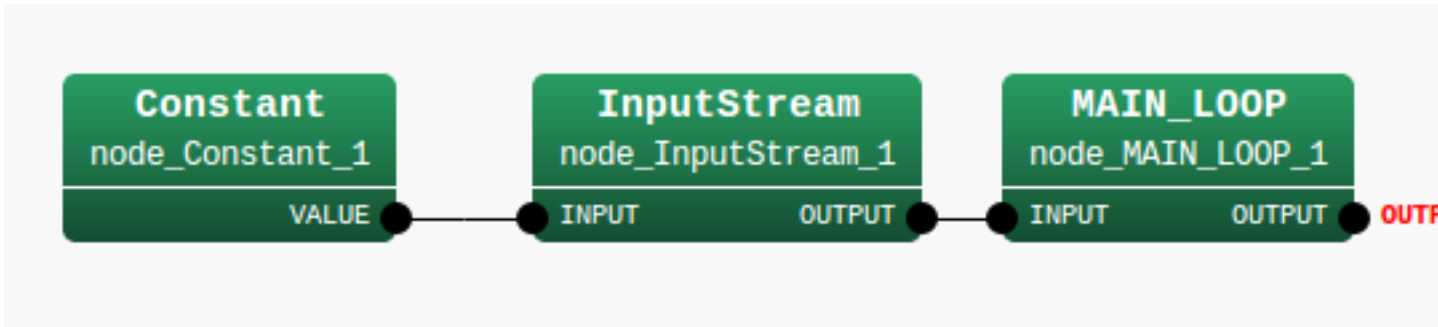 Constant
node_Constant_1
VALUE
InputStream
node_InputStream_1
INPUT OUTPUT
MAIN_LOOP
node_MAIN_LOOP_1
INPUT OUTPUT